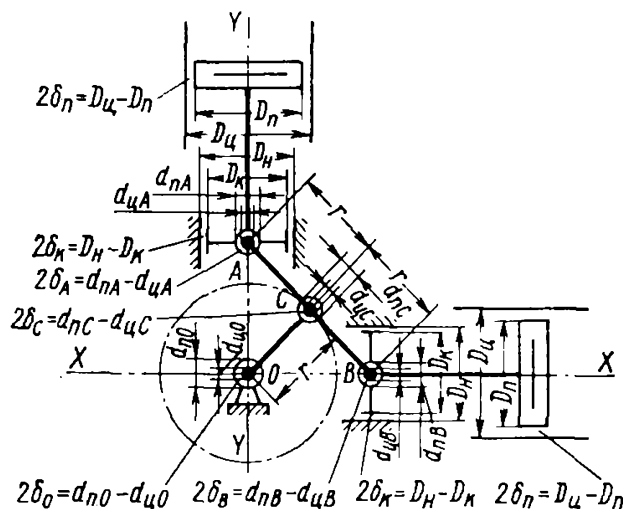 Y
2δп=Dц-Dп
Dп
Dц
Dн
Dк
dпA
dцA
2δк=Dн-Dк
A
2δA=dпA-dцA
r
r
dпC
dцC
C
2δC=dпC-dцC
dпO
dцO
X
O
r
B
Dк
Dн
Dц
Dп
X
Y
dцB
dпB
2δO=dпO-dцO
2δB=dпB-dцB
2δк=Dн-Dк
2δп=Dц-Dп